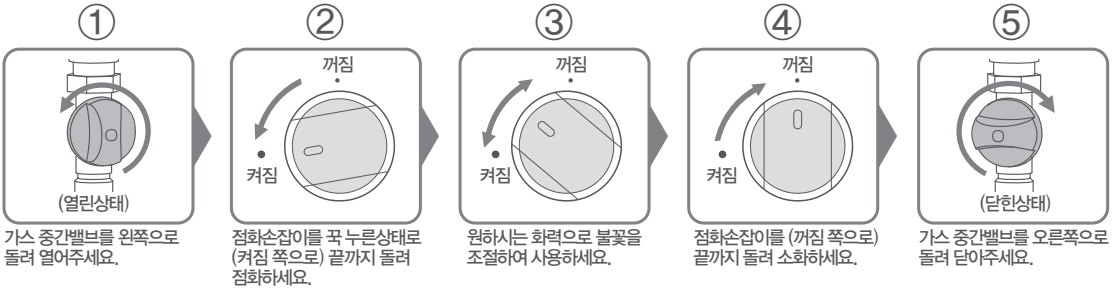 ①
(열린상태)
가스 중간밸브를 왼쪽으로
돌려 열어주세요.
②
꺼짐
켜짐
점화손잡이를 꾹 누른상태로
(켜짐 쪽으로) 끝까지 돌려
점화하세요.
③
꺼짐
켜짐
원하시는 화력으로 불꽃을
조절하여 사용하세요.
④
꺼짐
켜짐
점화손잡이를 (꺼짐 쪽으로)
끝까지 돌려 소화하세요.
⑤
(닫힌상태)
가스 중간밸브를 오른쪽으로
돌려 닫아주세요.